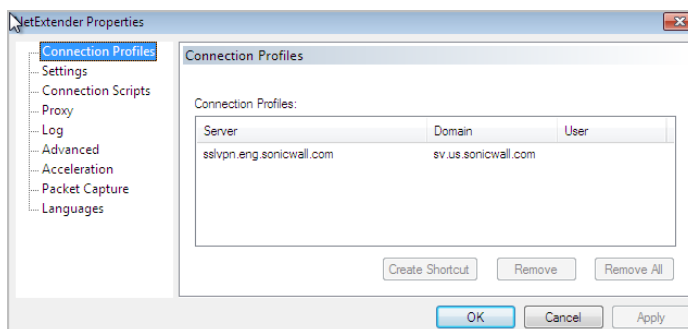 NetExtender Properties
Connection Profiles
Settings
Connection Scripts
Proxy
Log
Advanced
Acceleration
Packet Capture
Languages
Connection Profiles
Connection Profiles:
Server Domain User
sslvpn.eng.sonicwall.com sv.us.sonicwall.com
Create Shortcut Remove Remove All
OK Cancel Apply